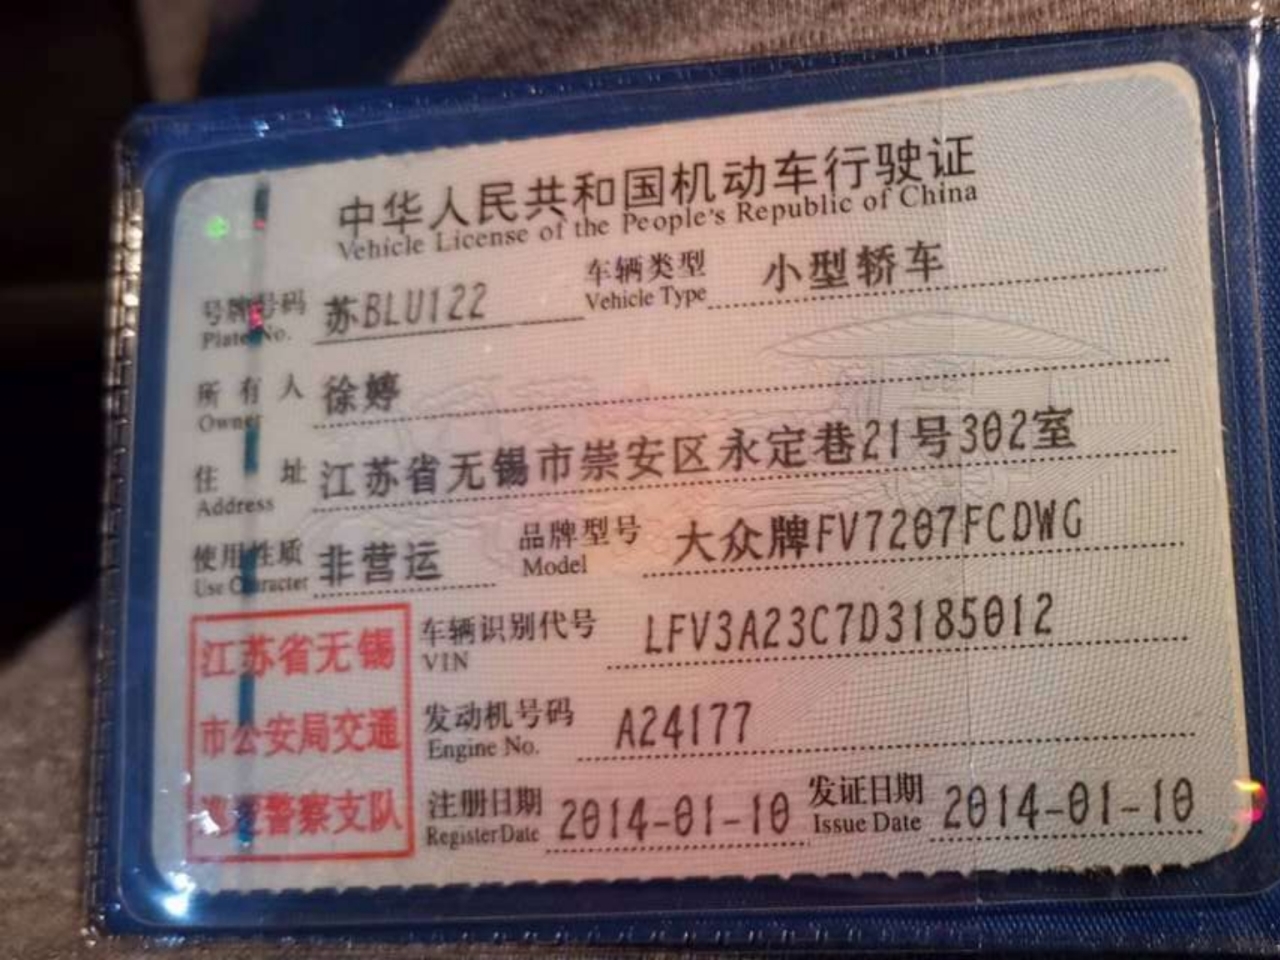 中华人民共和国机动车行驶证
Vehicle License of the People's Republic of China
号牌号码 苏BLU122 车辆类型 小型轿车
Plate No. Vehicle Type
所有人 徐婷
Owner
住址 江苏省无锡市崇安区永定巷21号302室
Address
使用性质 非营运 品牌型号 大众牌FV7207FCDWG
Use Character Model
车辆识别代号 LFV3A23C7D3185012
VIN
发动机号码 A24177
Engine No.
注册日期 2014-01-10 发证日期 2014-01-10
Register Date Issue Date
江苏省无锡
市公安局交通
警察支队